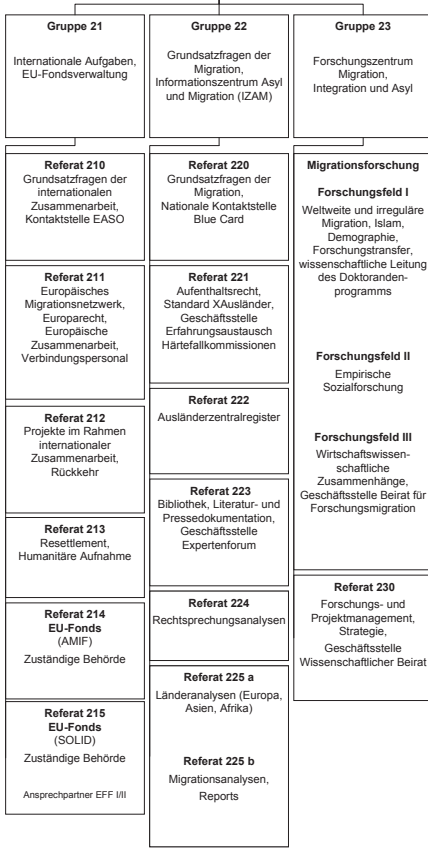 Gruppe 21
Internationale Aufgaben,
EU-Fondsverwaltung
Referat 210
Grundsatzfragen der
internationalen
Zusammenarbeit,
Kontaktstelle EASO
Referat 211
Europäisches
Migrationsnetzwerk,
Europarecht,
Europäische
Zusammenarbeit,
Verbindungspersonal
Referat 212
Projekte im Rahmen
internationaler
Zusammenarbeit,
Rückkehr
Referat 213
Resettlement,
Humanitäre Aufnahme
Referat 214
EU-Fonds
(AMIF)
Zuständige Behörde
Referat 215
EU-Fonds
(SOLID)
Zuständige Behörde
Ansprechpartner EFF I/II
Gruppe 22
Grundsatzfragen der
Migration,
Informationszentrum Asyl
und Migration (IZAM)
Referat 220
Grundsatzfragen der
Migration,
Nationale Kontaktstelle
Blue Card
Referat 221
Aufenthaltsrecht,
Standard XAusländer,
Geschäftsstelle
Erfahrungsaustausch
Härtefallkommissionen
Referat 222
Ausländerzentralregister
Referat 223
Bibliothek, Literatur- und
Pressedokumentation,
Geschäftsstelle
Expertenforum
Referat 224
Rechtsprechungsanalysen
Referat 225 a
Länderanalysen (Europa,
Asien, Afrika)
Referat 225 b
Migrationsanalysen,
Reports
Gruppe 23
Forschungszentrum
Migration,
Integration und Asyl
Migrationsforschung
Forschungsfeld I
Weltweite und irreguläre
Migration, Islam,
Demographie,
Forschungstransfer,
wissenschaftliche Leitung
des Doktoranden-
programms
Forschungsfeld II
Empirische
Sozialforschung
Forschungsfeld III
Wirtschaftswissen-
schaftliche
Zusammenhänge,
Geschäftsstelle Beirat für
Forschungsmigration
Referat 230
Forschungs- und
Projektmanagement,
Strategie,
Geschäftsstelle
Wissenschaftlicher Beirat